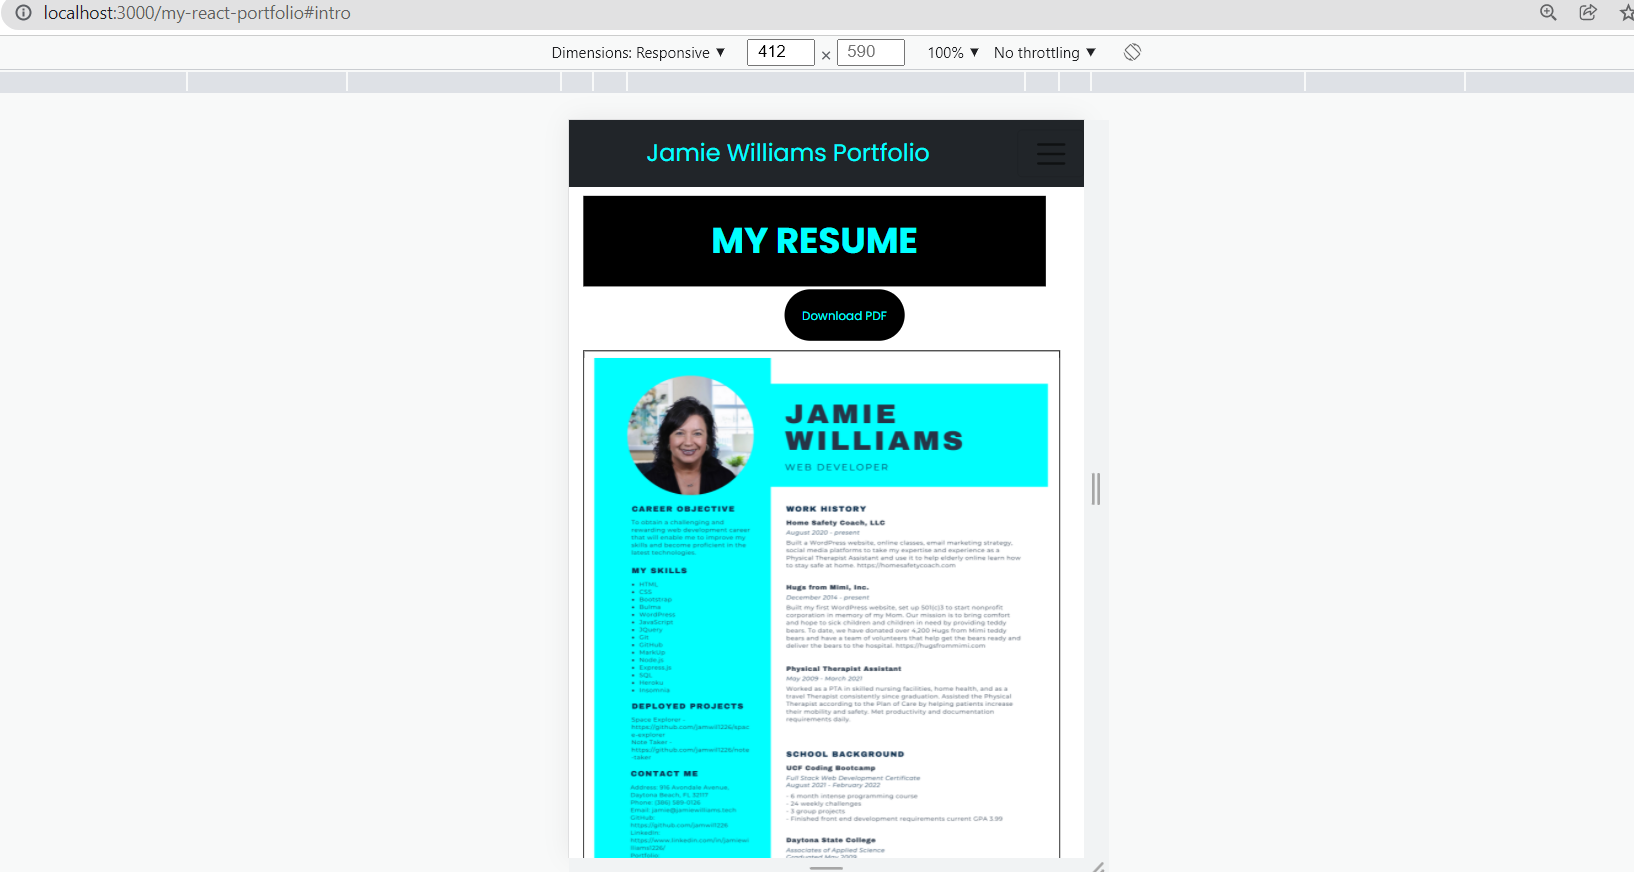 localhost:3000/my-react-portfolio#intro
Dimensions: Responsive ▼ 412 × 590 100% ▼ No throttling ▼
Jamie Williams Portfolio
MY RESUME
Download PDF
JAMIE
WILLIAMS
WEB DEVELOPER
CAREER OBJECTIVE
To obtain a challenging and
rewarding web development career
that will enable me to improve my
skills and become proficient in the
latest technologies.
MY SKILLS
• HTML
• CSS
• Bootstrap
• Bulma
• WordPress
• JavaScript
• JQuery
• Git
• GitHub
• MarkUp
• Node.js
• Express.js
• SQL
• Heroku
• Insomnia
DEPLOYED PROJECTS
Space Explorer -
https://github.com/jamwil1226/spac
e-explorer
Note Taker -
https://github.com/jamwil1226/note
-taker
CONTACT ME
Address: 916 Avondale Avenue,
Daytona Beach, FL 32117
Phone: (386) 589-0126
Email: jamie@jamiewilliams.tech
GitHub:
https://github.com/jamwil1226
LinkedIn:
https://www.linkedin.com/in/jamiewi
lliams1226/
Portfolio:
WORK HISTORY
Home Safety Coach, LLC
August 2020 - present
Built a WordPress website, online classes, email marketing strategy,
social media platforms to take my expertise and experience as a
Physical Therapist Assistant and use it to help elderly online learn how
to stay safe at home. https://homesafetycoach.com
Hugs from Mimi, Inc.
December 2014 - present
Built my first WordPress website, set up 501(c)3 to start nonprofit
corporation in memory of my Mom. Our mission is to bring comfort
and hope to sick children and children in need by providing teddy
bears. To date, we have donated over 4,200 Hugs from Mimi teddy
bears and have a team of volunteers that help get the bears ready and
deliver the bears to the hospital. https://hugsfrommimi.com
Physical Therapist Assistant
May 2009 - March 2021
Worked as a PTA in skilled nursing facilities, home health, and as a
travel Therapist consistently since graduation. Assisted the Physical
Therapist according to the Plan of Care by helping patients increase
their mobility and safety. Met productivity and documentation
requirements daily.
SCHOOL BACKGROUND
UCF Coding Bootcamp
Full Stack Web Development Certificate
August 2021 - February 2022
- 6 month intense programming course
- 24 weekly challenges
- 3 group projects
- Finished front end development requirements current GPA 3.99
Daytona State College
Associates of Applied Science
Graduated May 2009